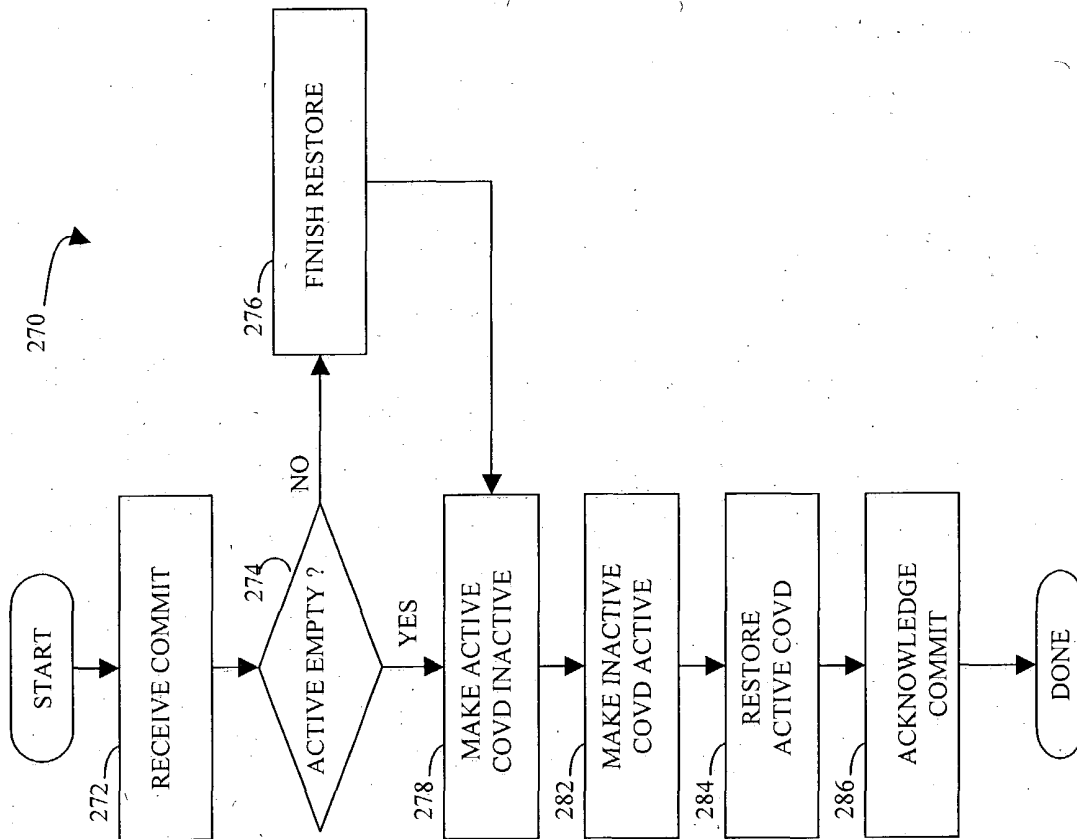 270
START
272
RECEIVE COMMIT
274
ACTIVE EMPTY ?
NO
276
FINISH RESTORE
YES
278
MAKE ACTIVE
COVD INACTIVE
282
MAKE INACTIVE
COVD ACTIVE
284
RESTORE
ACTIVE COVD
286
ACKNOWLEDGE
COMMIT
DONE